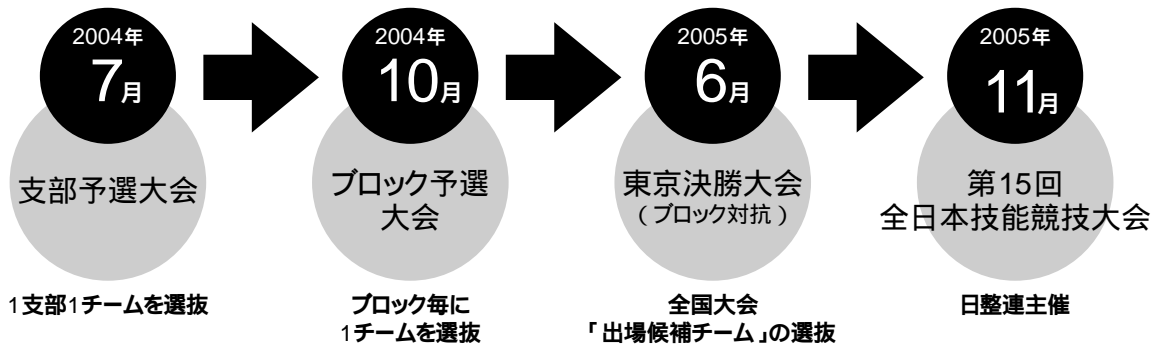 2004年
7月
支部予選大会
1支部1チームを選抜
2004年
10月
ブロック予選
大会
ブロック毎に
1チームを選抜
2005年
6月
東京決勝大会
(ブロック対抗)
全国大会
「出場候補チーム」の選抜
2005年
11月
第15回
全日本技能競技大会
日整連主催